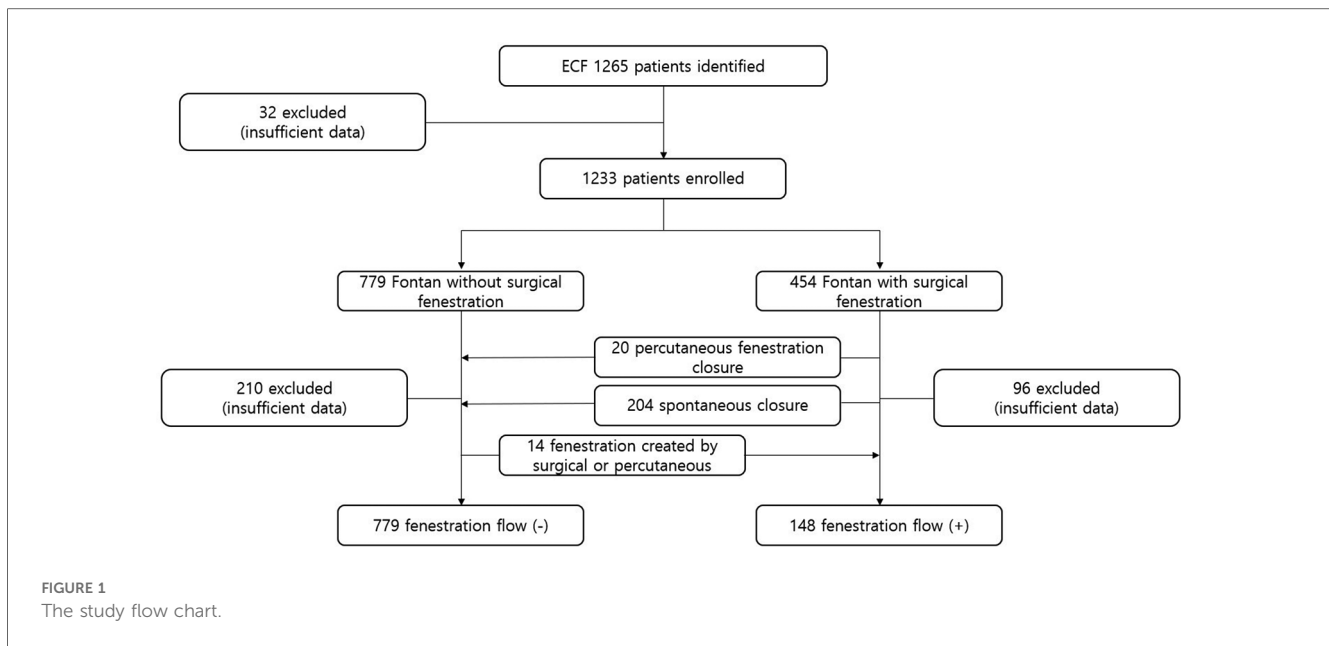 ECF 1265 patients identified
32 excluded
(insufficient data)
1233 patients enrolled
779 Fontan without surgical
fenestration
454 Fontan with surgical
fenestration
20 percutaneous fenestration
closure
210 excluded
(insufficient data)
96 excluded
(insufficient data)
204 spontaneous closure
14 fenestration created by
surgical or percutaneous
779 fenestration flow (-)
148 fenestration flow (+)
FIGURE 1
The study flow chart.